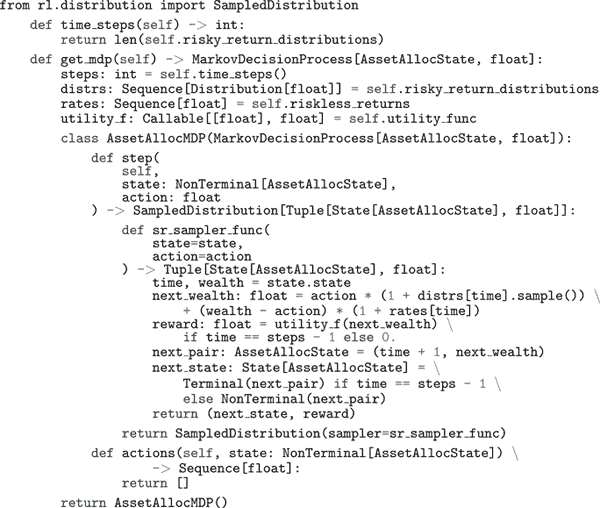 from rl.distribution import SampledDistribution
    def time_steps(self) -> int:
        return len(self.risky_return_distributions)
    def get_mdp(self) -> MarkovDecisionProcess[AssetAllocState, float]:
        steps: int = self.time_steps()
        distrs: Sequence[Distribution[float]] = self.risky_return_distributions
        rates: Sequence[float] = self.riskless_returns
        utility_f: Callable[[float], float] = self.utility_func
        class AssetAllocMDP(MarkovDecisionProcess[AssetAllocState, float]):
            def step(
                self,
                state: NonTerminal[AssetAllocState],
                action: float
            ) -> SampledDistribution[Tuple[State[AssetAllocState], float]]:
                def sr_sampler_func(
                    state=state,
                    action=action
                ) -> Tuple[State[AssetAllocState], float]:
                    time, wealth = state.state
                    next_wealth: float = action * (1 + distrs[time].sample()) \
                        + (wealth - action) * (1 + rates[time])
                    reward: float = utility_f(next_wealth) \
                        if time == steps - 1 else 0.
                    next_pair: AssetAllocState = (time + 1, next_wealth)
                    next_state: State[AssetAllocState] = \
                        Terminal(next_pair) if time == steps - 1 \
                        else NonTerminal(next_pair)
                    return (next_state, reward)
                return SampledDistribution(sampler=sr_sampler_func)
            def actions(self, state: NonTerminal[AssetAllocState]) \
                    -> Sequence[float]:
                return []
        return AssetAllocMDP()